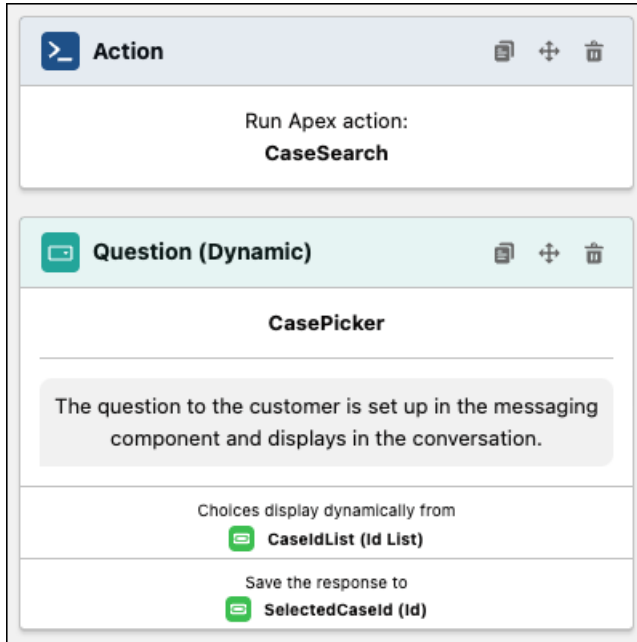 Action
Run Apex action:
CaseSearch
Question (Dynamic)
CasePicker
The question to the customer is set up in the messaging
component and displays in the conversation.
Choices display dynamically from
CaseIdList (Id List)
Save the response to
SelectedCaseId (Id)